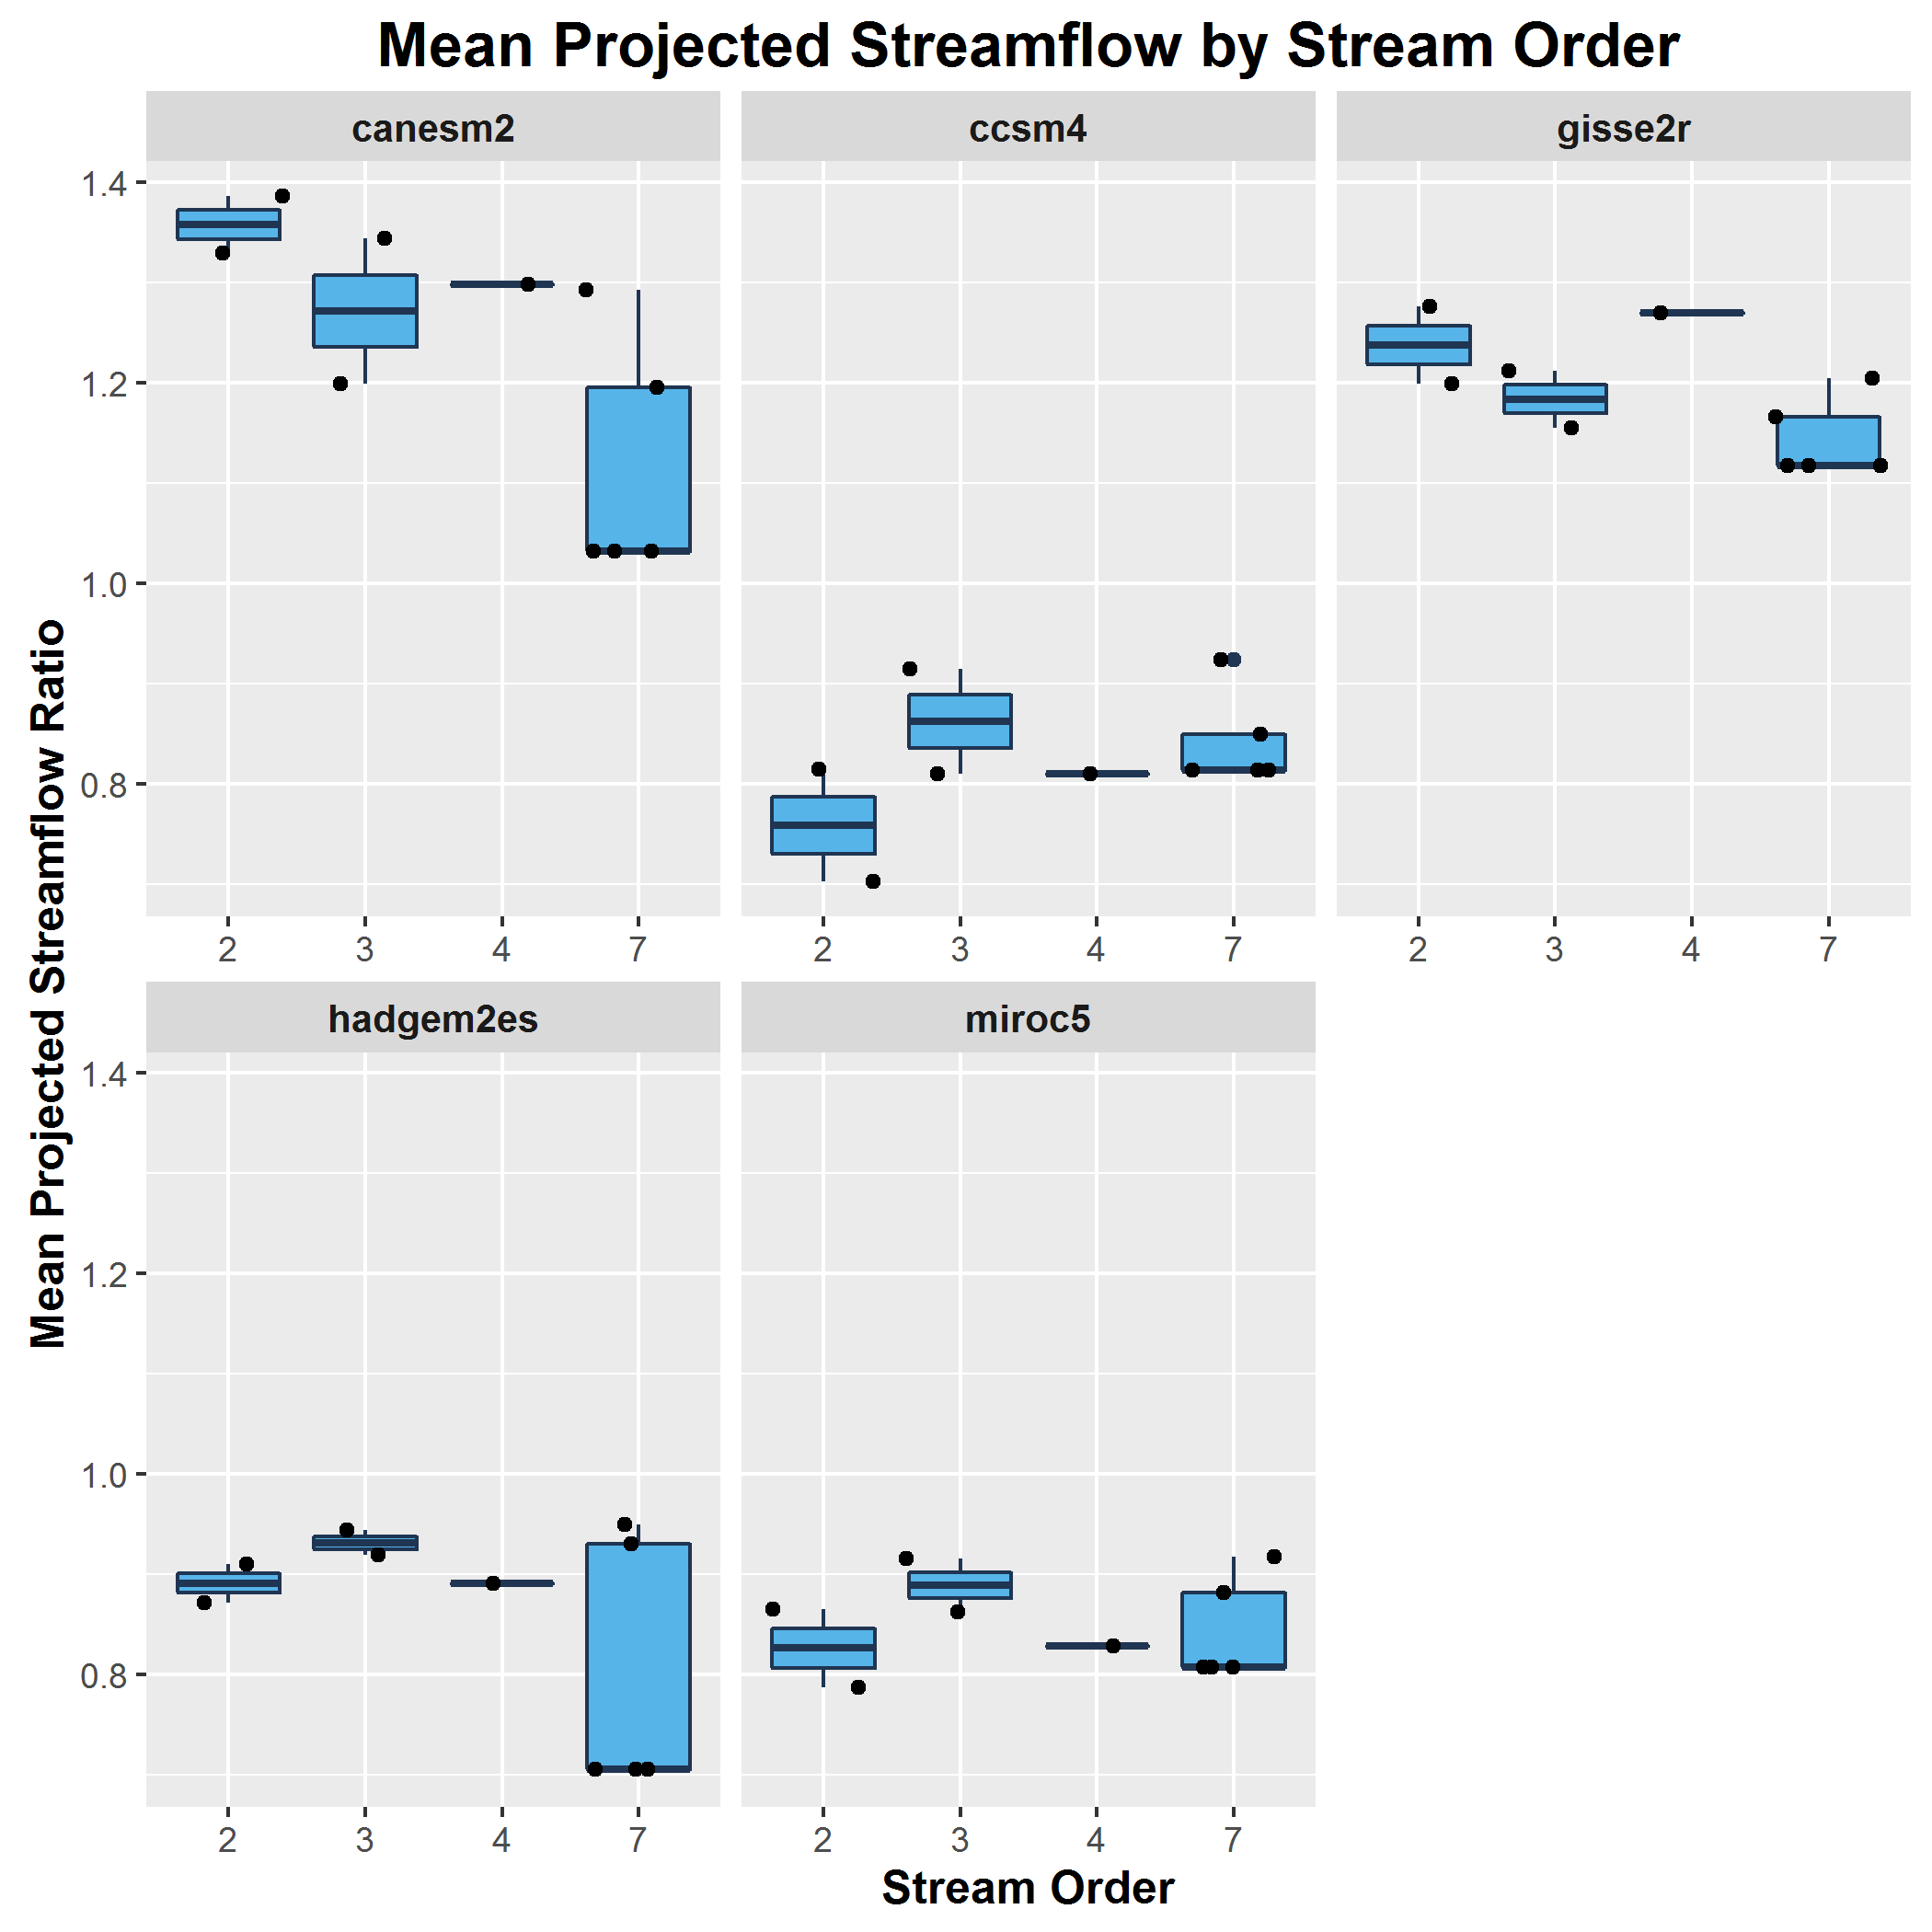 Mean Projected Streamflow by Stream Order
canesm2
ccsm4
gisse2r
1.4
1.2
1.0
0.8
2 3 4 7
2 3 4 7
2 3 4 7
Mean Projected Streamflow Ratio
hadgem2es
miroc5
1.4
1.2
1.0
0.8
2 3 4 7
2 3 4 7
Stream Order